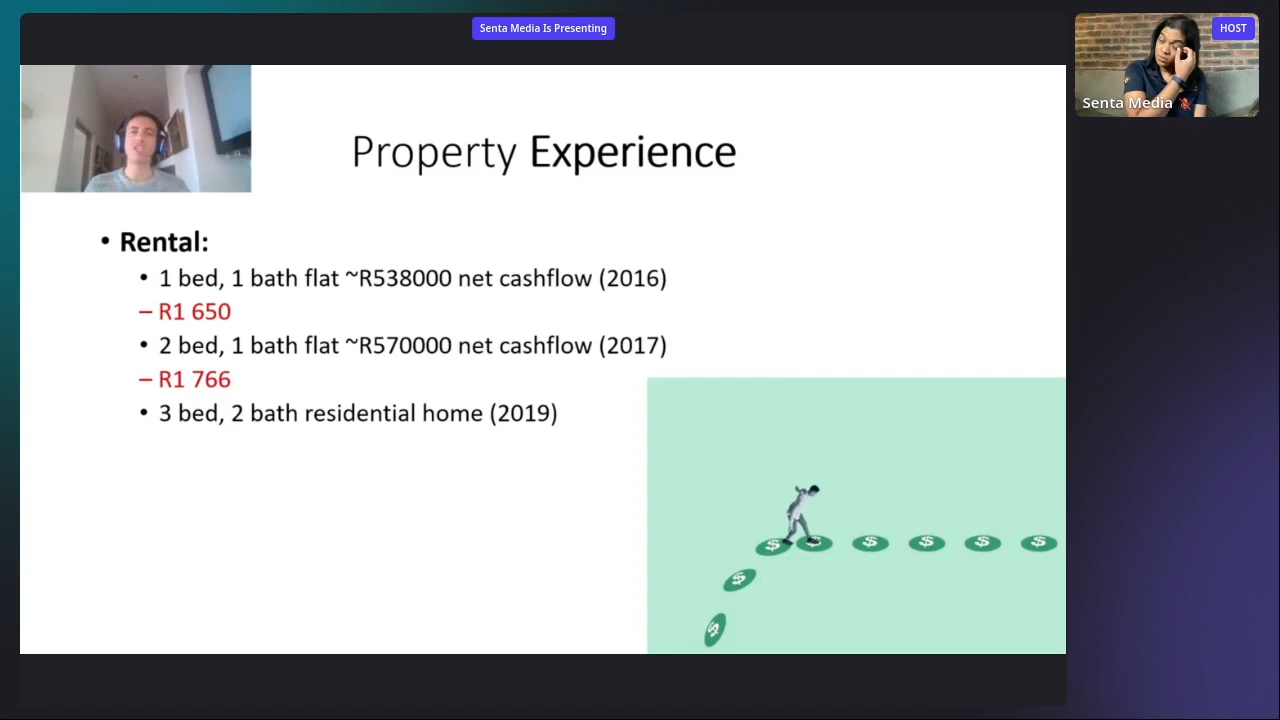 Senta Media Is Presenting
HOST
Senta Media
Property Experience
• Rental:
• 1 bed, 1 bath flat ~R538000 net cashflow (2016)
– R1 650
• 2 bed, 1 bath flat ~R570000 net cashflow (2017)
– R1 766
• 3 bed, 2 bath residential home (2019)
$ $ $ $ $ $
$
$